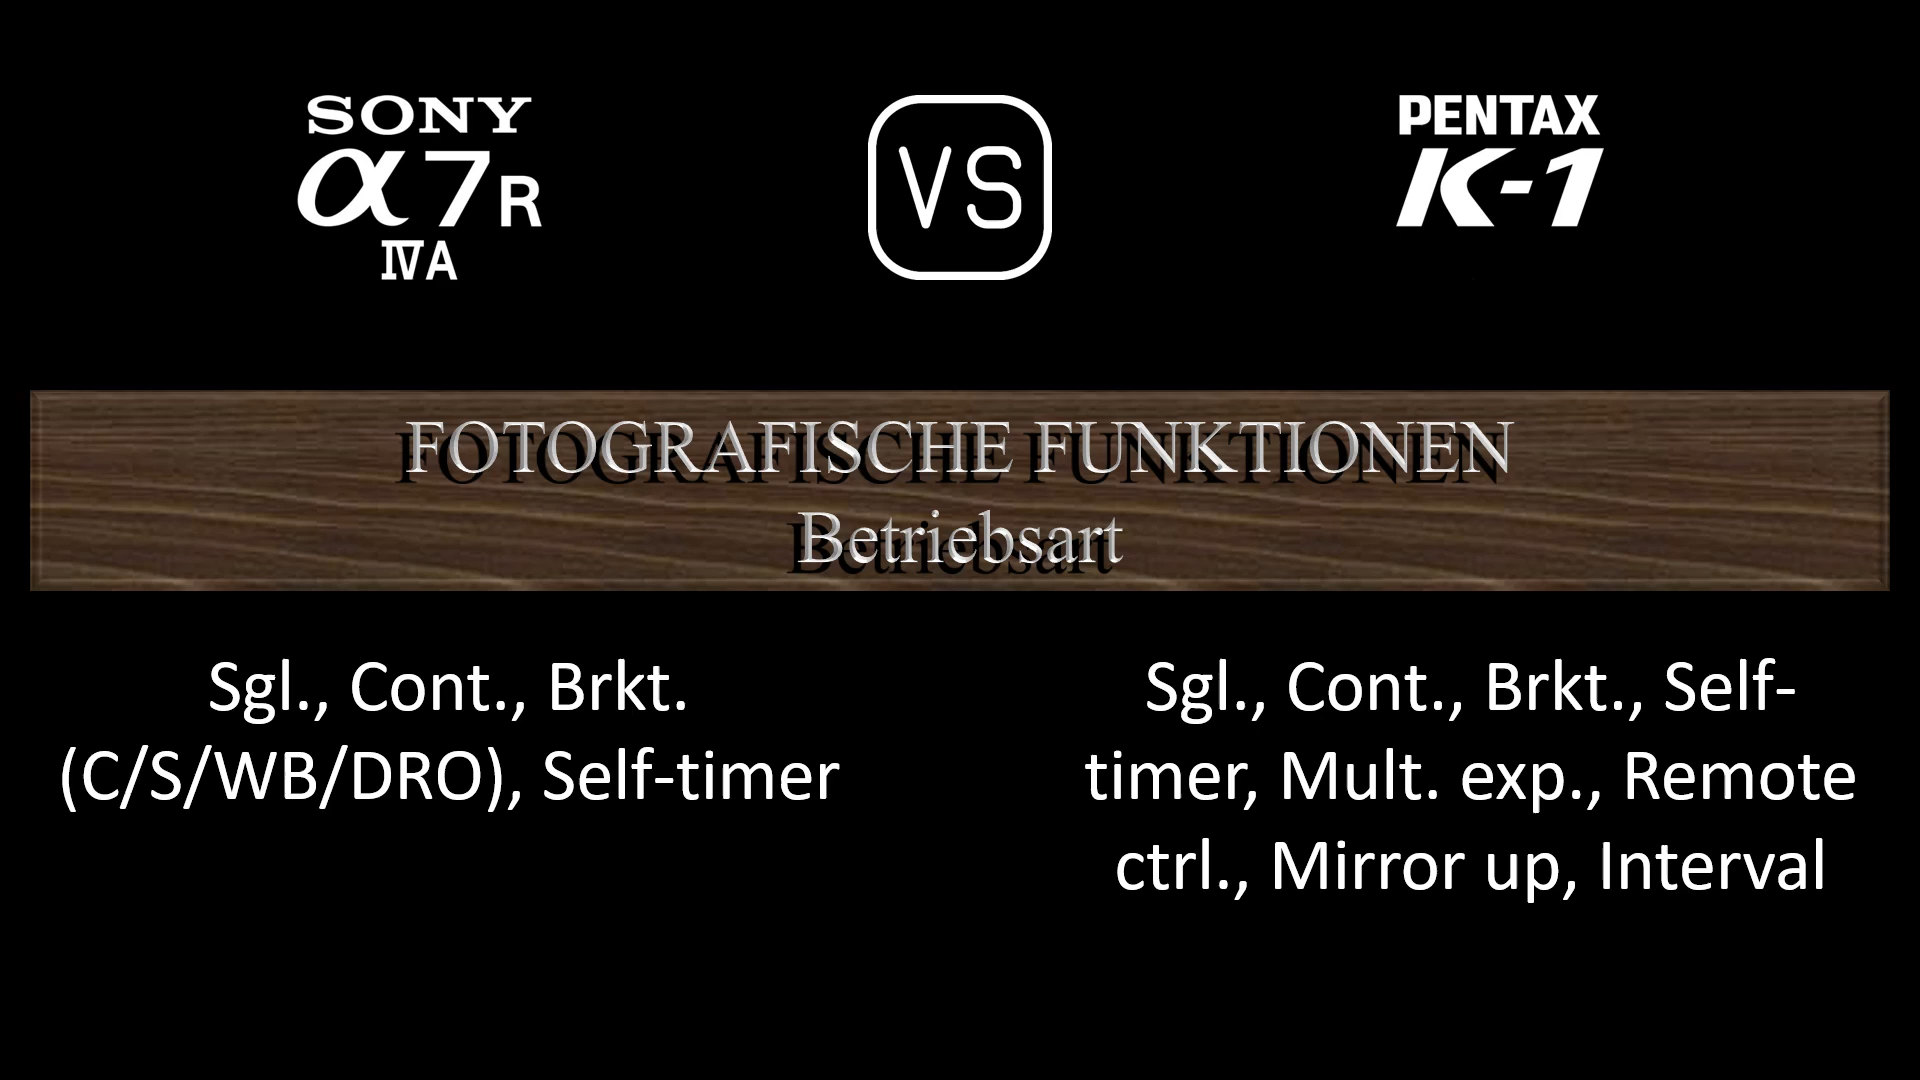 SONY
α7R
IVA
VS
PENTAX
K-1
FOTOGRAFISCHE FUNKTIONEN
Betriebsart
Sgl., Cont., Brkt.
(C/S/WB/DRO), Self-timer
Sgl., Cont., Brkt., Self-
timer, Mult. exp., Remote
ctrl., Mirror up, Interval